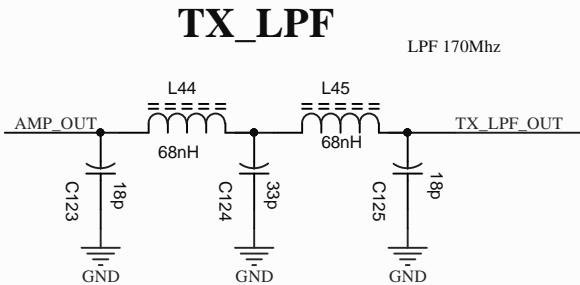 TX_LPF
LPF 170Mhz
L44
L45
AMP_OUT
TX_LPF_OUT
68nH
68nH
C123
18p
C124
33p
C125
18p
GND
GND
GND